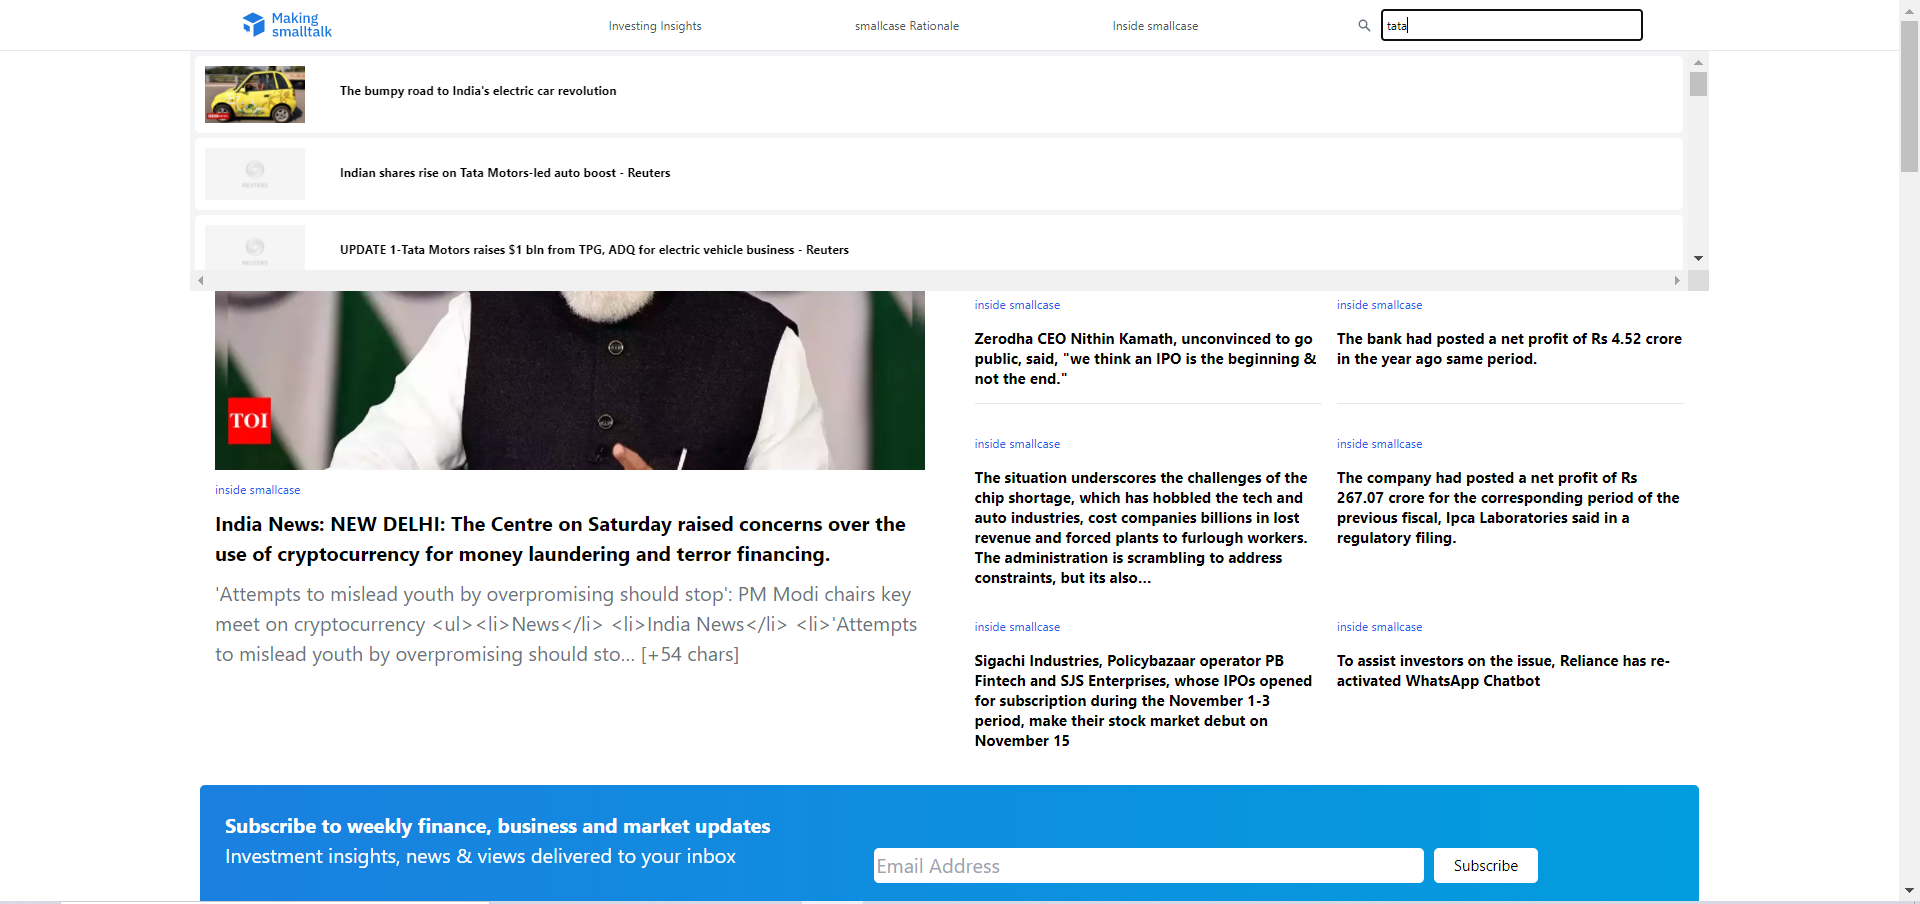 Making
smalltalk
Investing Insights
smallcase Rationale
Inside smallcase
tata
The bumpy road to India's electric car revolution
Indian shares rise on Tata Motors-led auto boost - Reuters
REUTERS
UPDATE 1-Tata Motors raises $1 bln from TPG, ADQ for electric vehicle business - Reuters
REUTERS
TOI
inside smallcase
India News: NEW DELHI: The Centre on Saturday raised concerns over the
use of cryptocurrency for money laundering and terror financing.
'Attempts to mislead youth by overpromising should stop': PM Modi chairs key
meet on cryptocurrency <ul><li>News</li> <li>India News</li> <li>'Attempts
to mislead youth by overpromising should sto... [+54 chars]
inside smallcase
Zerodha CEO Nithin Kamath, unconvinced to go
public, said, "we think an IPO is the beginning &
not the end."
inside smallcase
The bank had posted a net profit of Rs 4.52 crore
in the year ago same period.
inside smallcase
The situation underscores the challenges of the
chip shortage, which has hobbled the tech and
auto industries, cost companies billions in lost
revenue and forced plants to furlough workers.
The administration is scrambling to address
constraints, but its also...
inside smallcase
The company had posted a net profit of Rs
267.07 crore for the corresponding period of the
previous fiscal, Ipca Laboratories said in a
regulatory filing.
inside smallcase
Sigachi Industries, Policybazaar operator PB
Fintech and SJS Enterprises, whose IPOs opened
for subscription during the November 1-3
period, make their stock market debut on
November 15
inside smallcase
To assist investors on the issue, Reliance has re-
activated WhatsApp Chatbot
Subscribe to weekly finance, business and market updates
Investment insights, news & views delivered to your inbox
Email Address
Subscribe